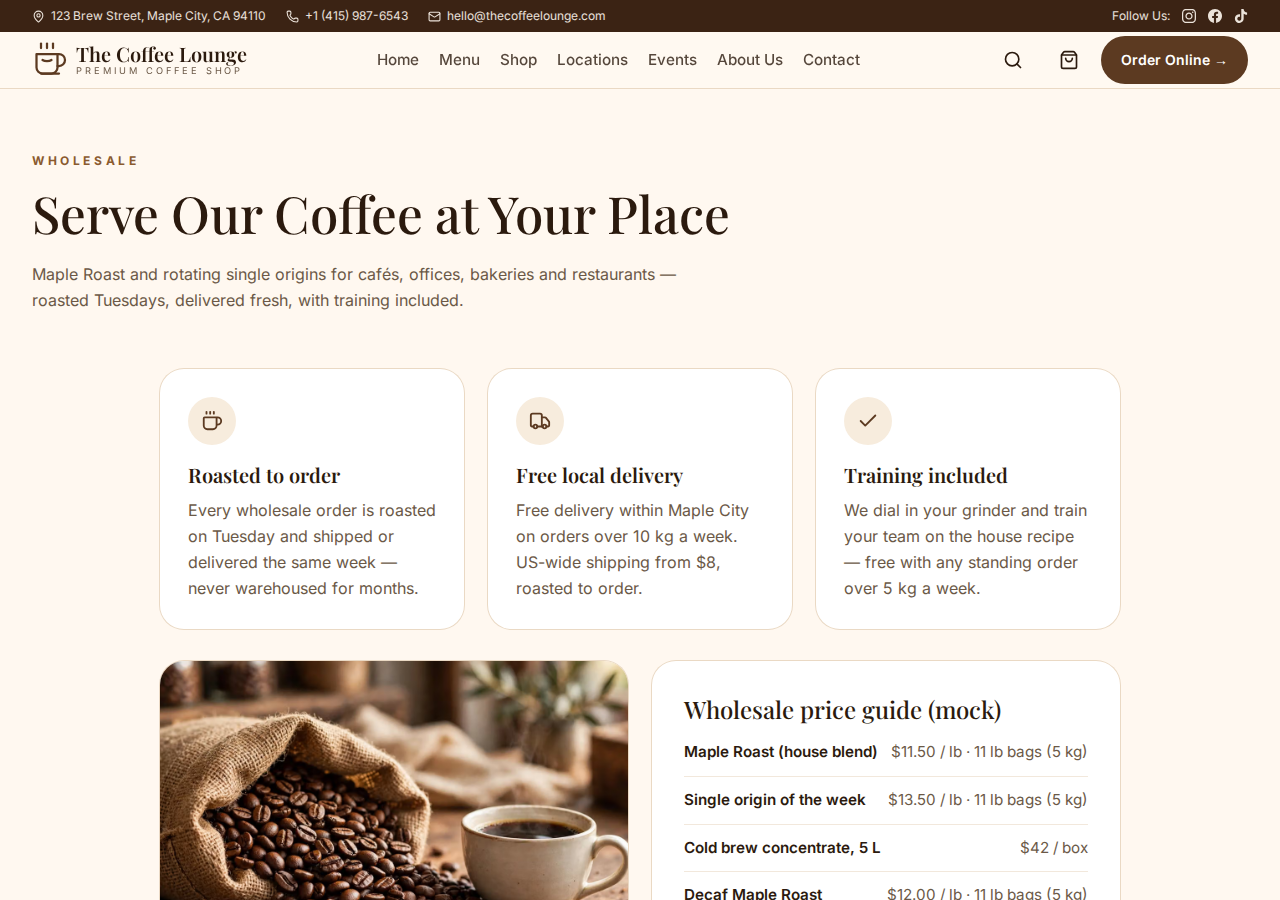 123 Brew Street, Maple City, CA 94110
+1 (415) 987-6543
hello@thecoffeelounge.com
Follow Us:
The Coffee Lounge
PREMIUM COFFEE SHOP
Home
Menu
Shop
Locations
Events
About Us
Contact
Order Online →
WHOLESALE
Serve Our Coffee at Your Place
Maple Roast and rotating single origins for cafés, offices, bakeries and restaurants —
roasted Tuesdays, delivered fresh, with training included.
Roasted to order
Every wholesale order is roasted
on Tuesday and shipped or
delivered the same week —
never warehoused for months.
Free local delivery
Free delivery within Maple City
on orders over 10 kg a week.
US-wide shipping from $8,
roasted to order.
Training included
We dial in your grinder and train
your team on the house recipe
— free with any standing order
over 5 kg a week.
Wholesale price guide (mock)
Maple Roast (house blend) $11.50 / lb · 11 lb bags (5 kg)
Single origin of the week $13.50 / lb · 11 lb bags (5 kg)
Cold brew concentrate, 5 L $42 / box
Decaf Maple Roast $12.00 / lb · 11 lb bags (5 kg)